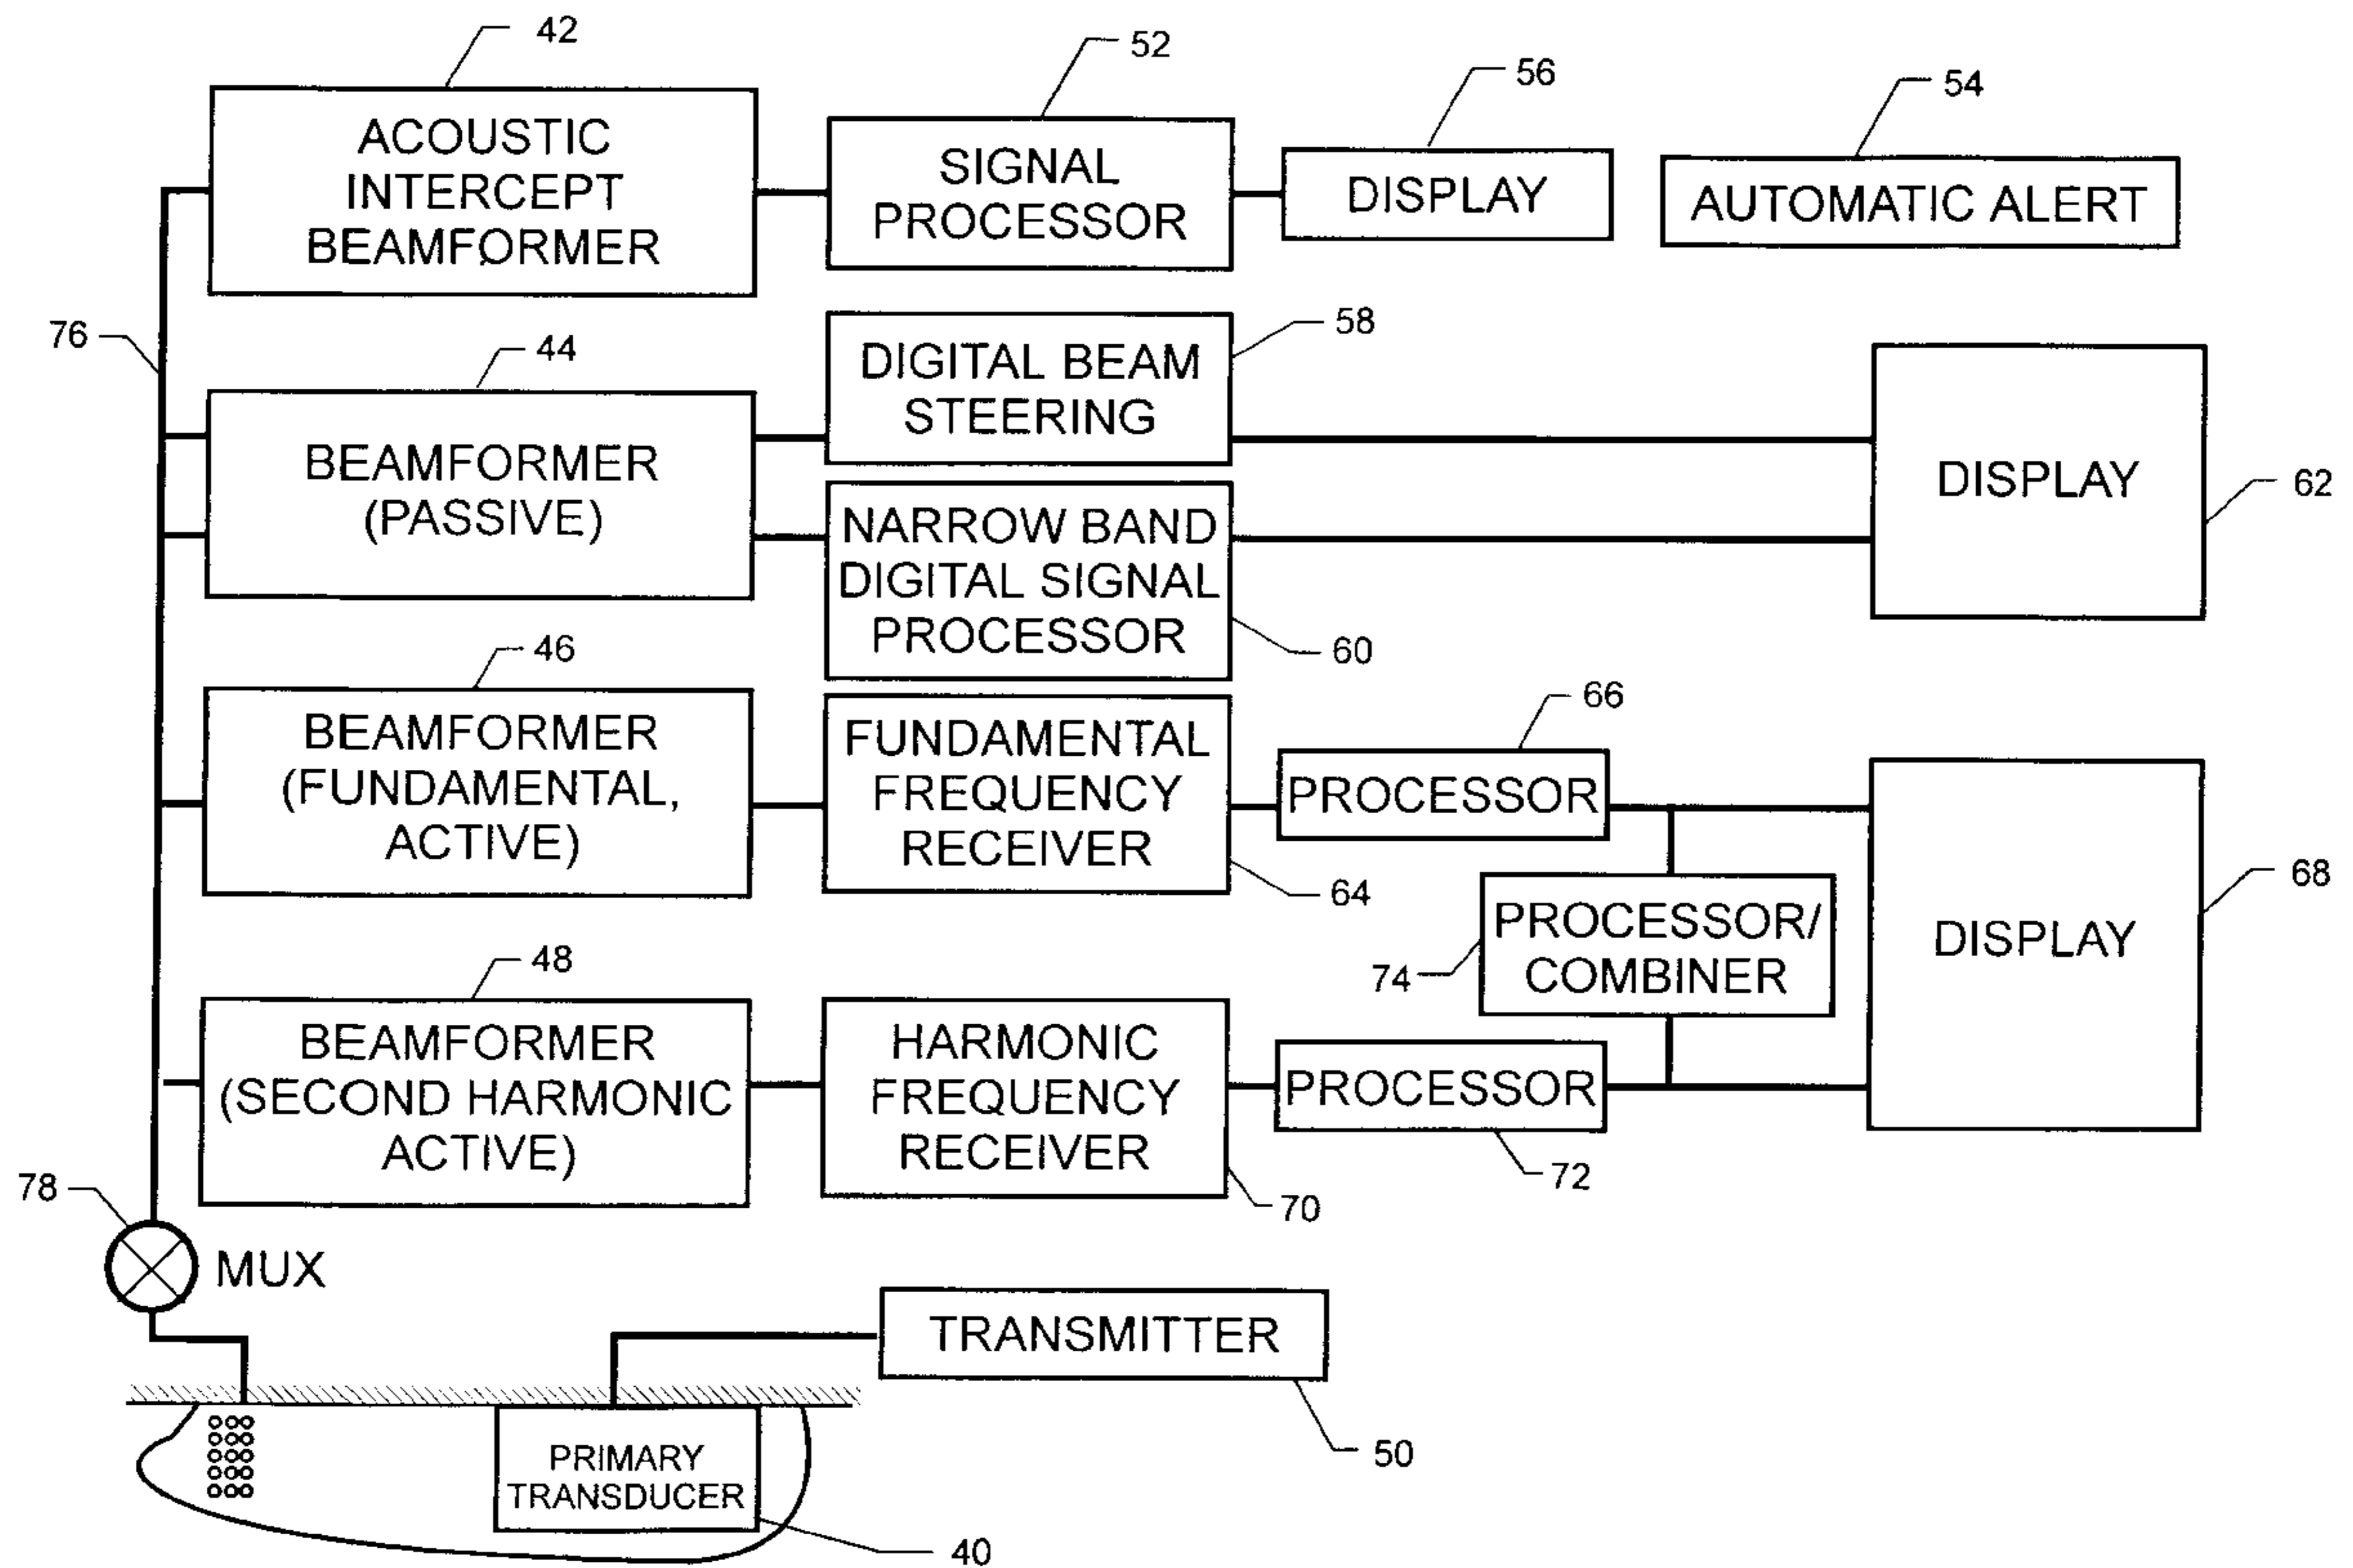 42
52
56
54
ACOUSTIC
INTERCEPT
BEAMFORMER
SIGNAL
PROCESSOR
DISPLAY
AUTOMATIC ALERT
76
44
58
BEAMFORMER
(PASSIVE)
DIGITAL BEAM
STEERING
NARROW BAND
DIGITAL SIGNAL
PROCESSOR
60
DISPLAY
62
46
BEAMFORMER
(FUNDAMENTAL,
ACTIVE)
FUNDAMENTAL
FREQUENCY
RECEIVER
64
66
PROCESSOR
PROCESSOR/
COMBINER
74
DISPLAY
68
48
BEAMFORMER
(SECOND HARMONIC
ACTIVE)
HARMONIC
FREQUENCY
RECEIVER
70
PROCESSOR
72
78
MUX
TRANSMITTER
50
PRIMARY
TRANSDUCER
40